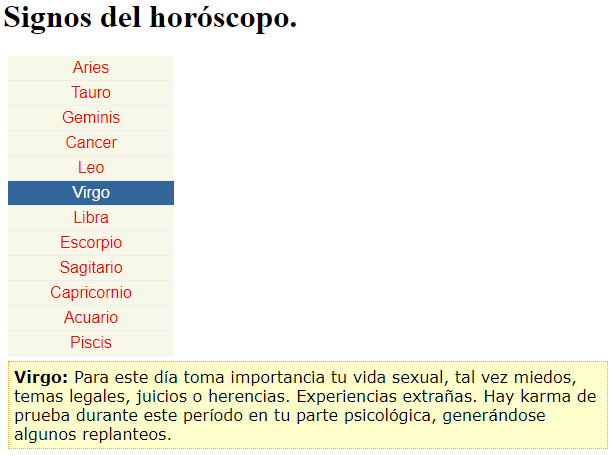 Signos del horóscopo.
Aries
Tauro
Geminis
Cancer
Leo
Virgo
Libra
Escorpio
Sagitario
Capricornio
Acuario
Piscis
Virgo: Para este día toma importancia tu vida sexual, tal vez miedos,
temas legales, juicios o herencias. Experiencias extrañas. Hay karma de
prueba durante este período en tu parte psicológica, generándose
algunos replanteos.